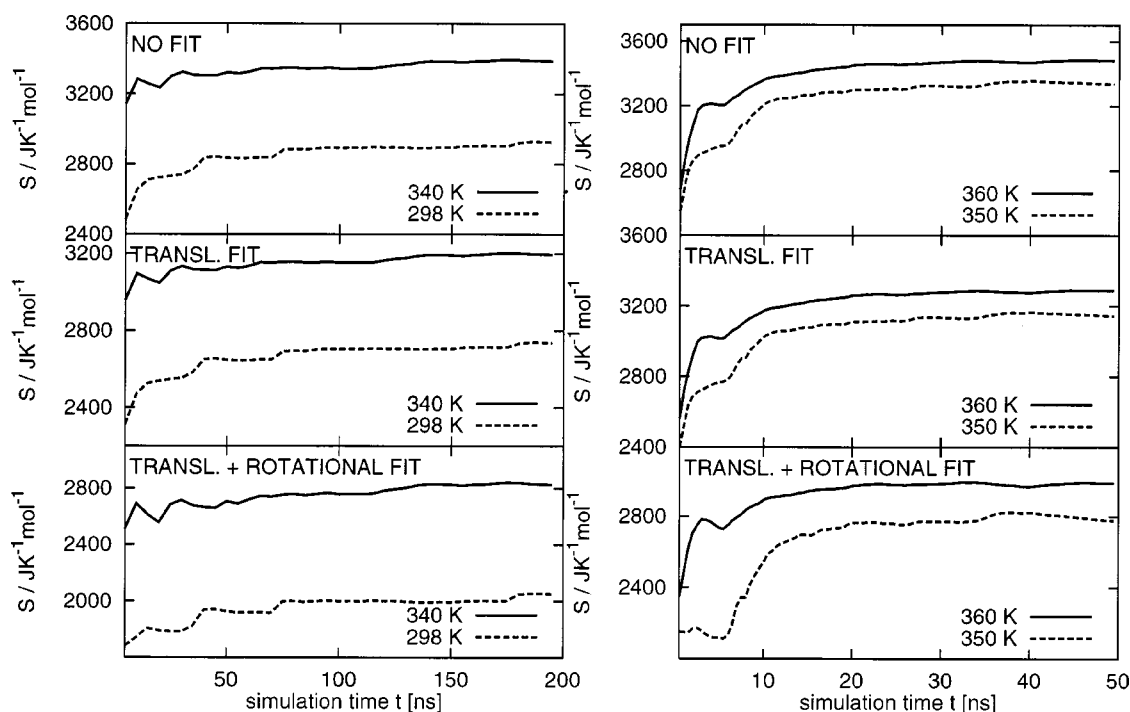 3600
NO FIT
3200
2800
2400
S / JK⁻¹mol⁻¹
340 K
298 K
3200
TRANSL. FIT
2800
2400
S / JK⁻¹mol⁻¹
340 K
298 K
TRANSL. + ROTATIONAL FIT
2800
2400
2000
S / JK⁻¹mol⁻¹
340 K
298 K
0 50 100 150 200
simulation time t [ns]
3600
NO FIT
3200
2800
S / JK⁻¹mol⁻¹
360 K
350 K
3600
TRANSL. FIT
3200
2800
2400
S / JK⁻¹mol⁻¹
360 K
350 K
TRANSL. + ROTATIONAL FIT
2800
2400
S / JK⁻¹mol⁻¹
360 K
350 K
10 20 30 40 50
simulation time t [ns]